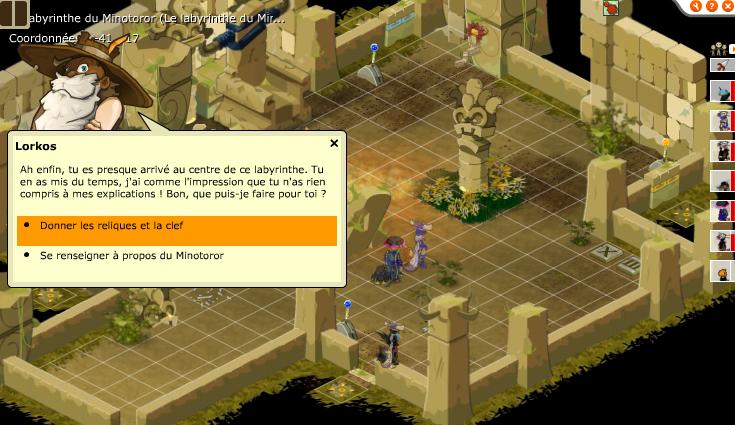 abyrinthe du Minotoror (Le labyrinthe du Mir...
Coordonnée -41 17
Lorkos
Ah enfin, tu es presque arrivé au centre de ce labyrinthe. Tu
en as mis du temps, j'ai comme l'impression que tu n'as rien
compris à mes explications ! Bon, que puis-je faire pour toi ?
Donner les reliques et la clef
Se renseigner à propos du Minotoror